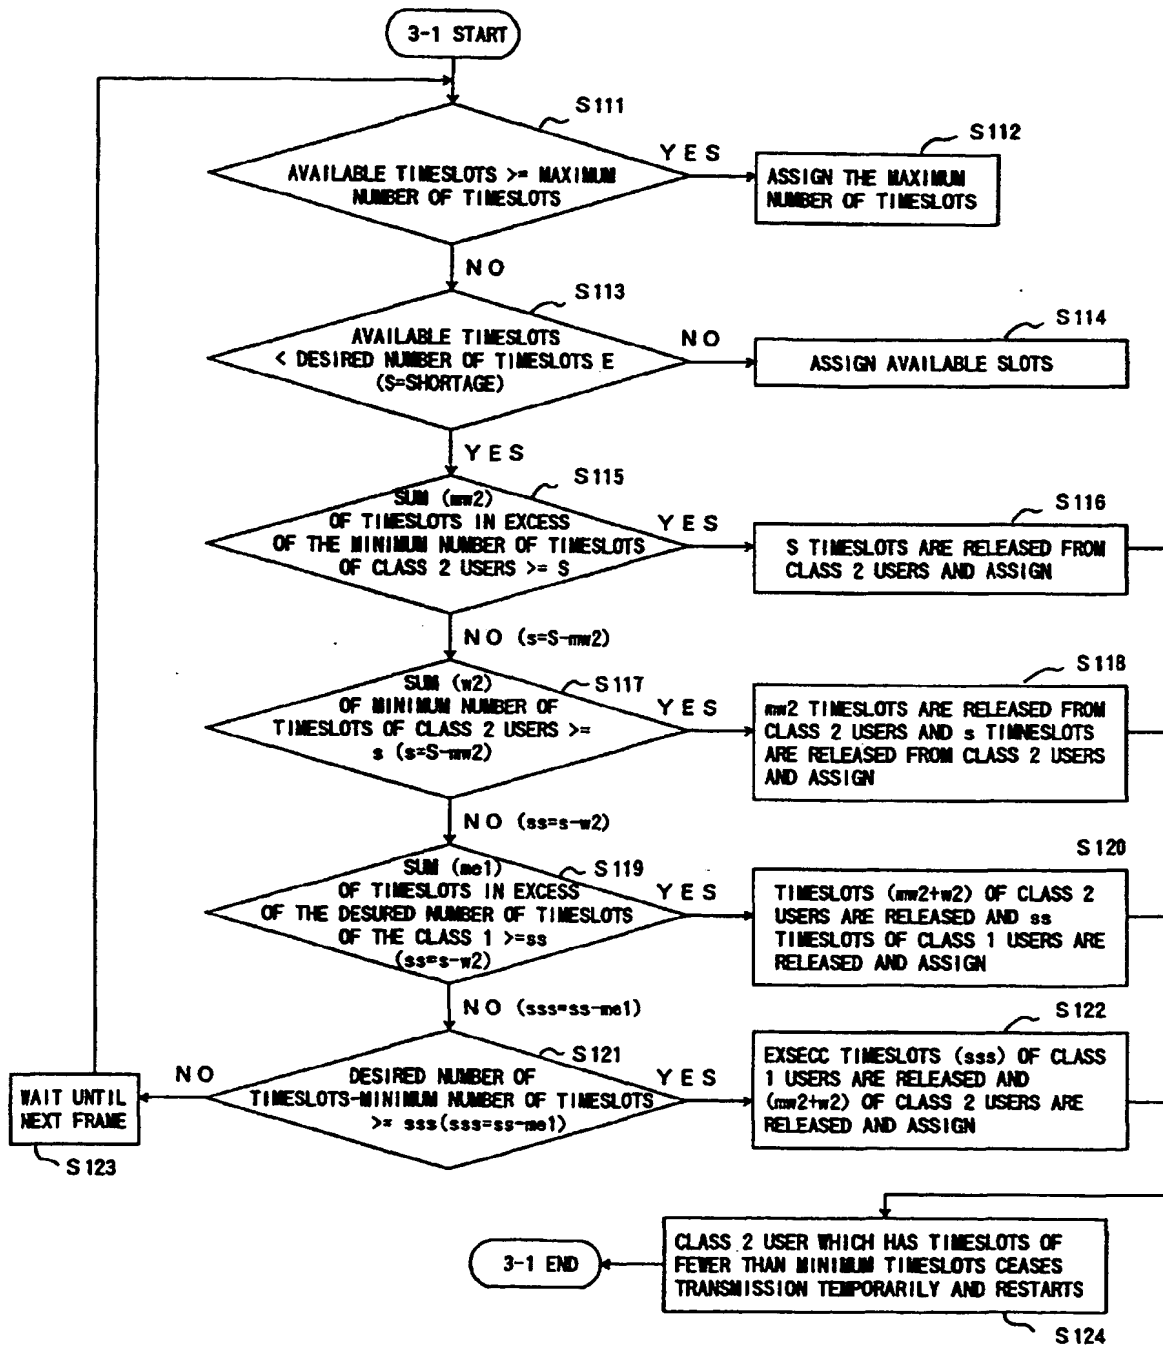 3-1 START
S111
AVAILABLE TIMESLOTS >= MAXIMUM
NUMBER OF TIMESLOTS
YES
S112
ASSIGN THE MAXIMUM
NUMBER OF TIMESLOTS
NO
S113
AVAILABLE TIMESLOTS
< DESIRED NUMBER OF TIMESLOTS E
(S=SHORTAGE)
NO
S114
ASSIGN AVAILABLE SLOTS
YES
S115
SUM (mw2)
OF TIMESLOTS IN EXCESS
OF THE MINIMUM NUMBER OF TIMESLOTS
OF CLASS 2 USERS >= S
YES
S116
S TIMESLOTS ARE RELEASED FROM
CLASS 2 USERS AND ASSIGN
NO (s=S-mw2)
S117
SUM (w2)
OF MINIMUM NUMBER OF
TIMESLOTS OF CLASS 2 USERS >=
s (s=S-mw2)
YES
S118
mw2 TIMESLOTS ARE RELEASED FROM
CLASS 2 USERS AND s TIMNESLOTS
ARE RELEASED FROM CLASS 2 USERS
AND ASSIGN
NO (ss=s-w2)
S119
SUM (me1)
OF TIMESLOTS IN EXCESS
OF THE DESURED NUMBER OF TIMESLOTS
OF THE CLASS 1 >=ss
(ss=s-w2)
YES
S120
TIMESLOTS (mw2+w2) OF CLASS 2
USERS ARE RELEASED AND ss
TIMESLOTS OF CLASS 1 USERS ARE
RELEASED AND ASSIGN
NO (sss=ss-me1)
S121
DESIRED NUMBER OF
TIMESLOTS-MINIMUM NUMBER OF TIMESLOTS
>= sss(sss=ss-me1)
YES
S122
EXSECC TIMESLOTS (sss) OF CLASS
1 USERS ARE RELEASED AND
(mw2+w2) OF CLASS 2 USERS ARE
RELEASED AND ASSIGN
NO
WAIT UNTIL
NEXT FRAME
S123
3-1 END
CLASS 2 USER WHICH HAS TIMESLOTS OF
FEWER THAN MINIMUM TIMESLOTS CEASES
TRANSMISSION TEMPORARILY AND RESTARTS
S124